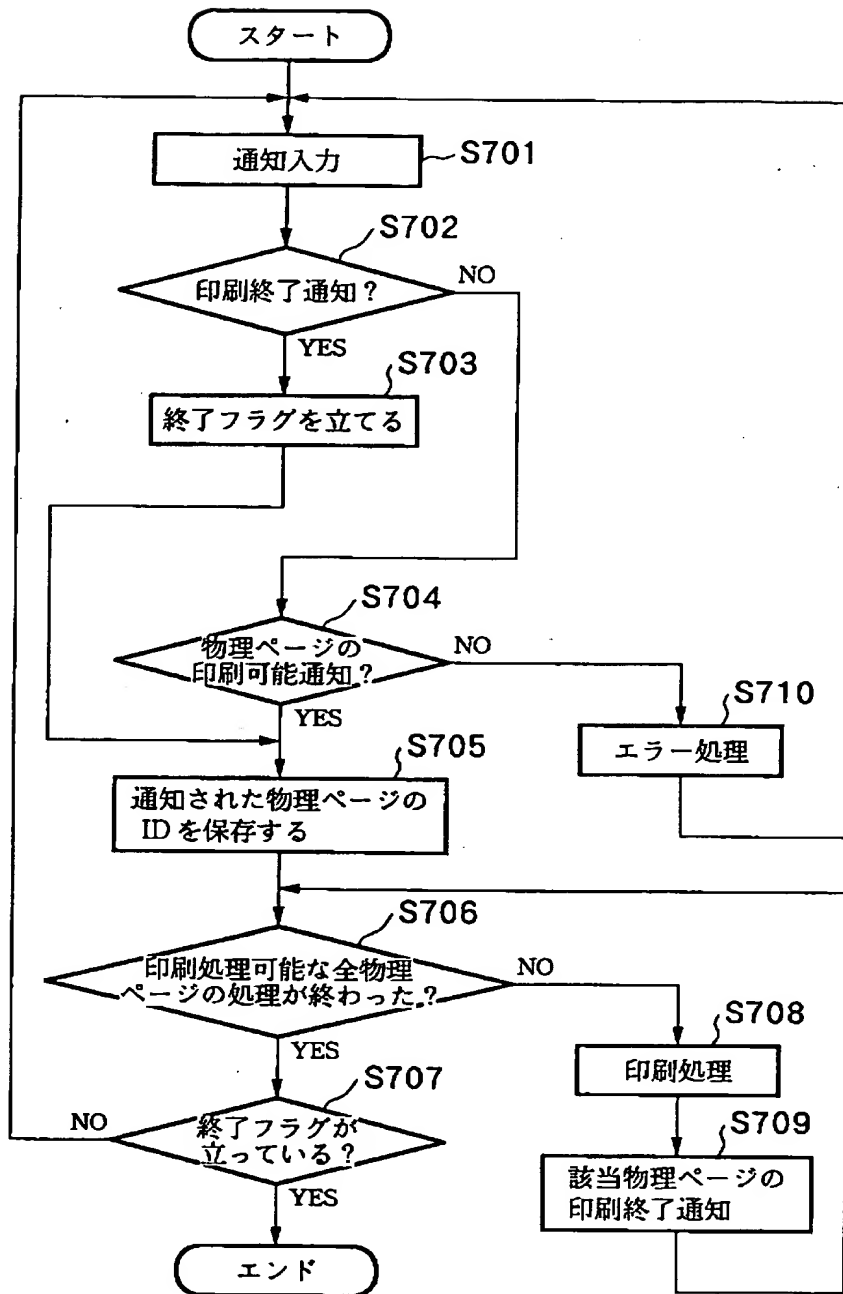 スタート
通知入力
S701
S702
印刷終了通知？
NO
YES
S703
終了フラグを立てる
S704
物理ページの
印刷可能通知？
NO
YES
S710
エラー処理
S705
通知された物理ページの
IDを保存する
S706
印刷処理可能な全物理
ページの処理が終わった？
NO
YES
S708
印刷処理
S707
NO
終了フラグが
立っている？
YES
S709
該当物理ページの
印刷終了通知
エンド